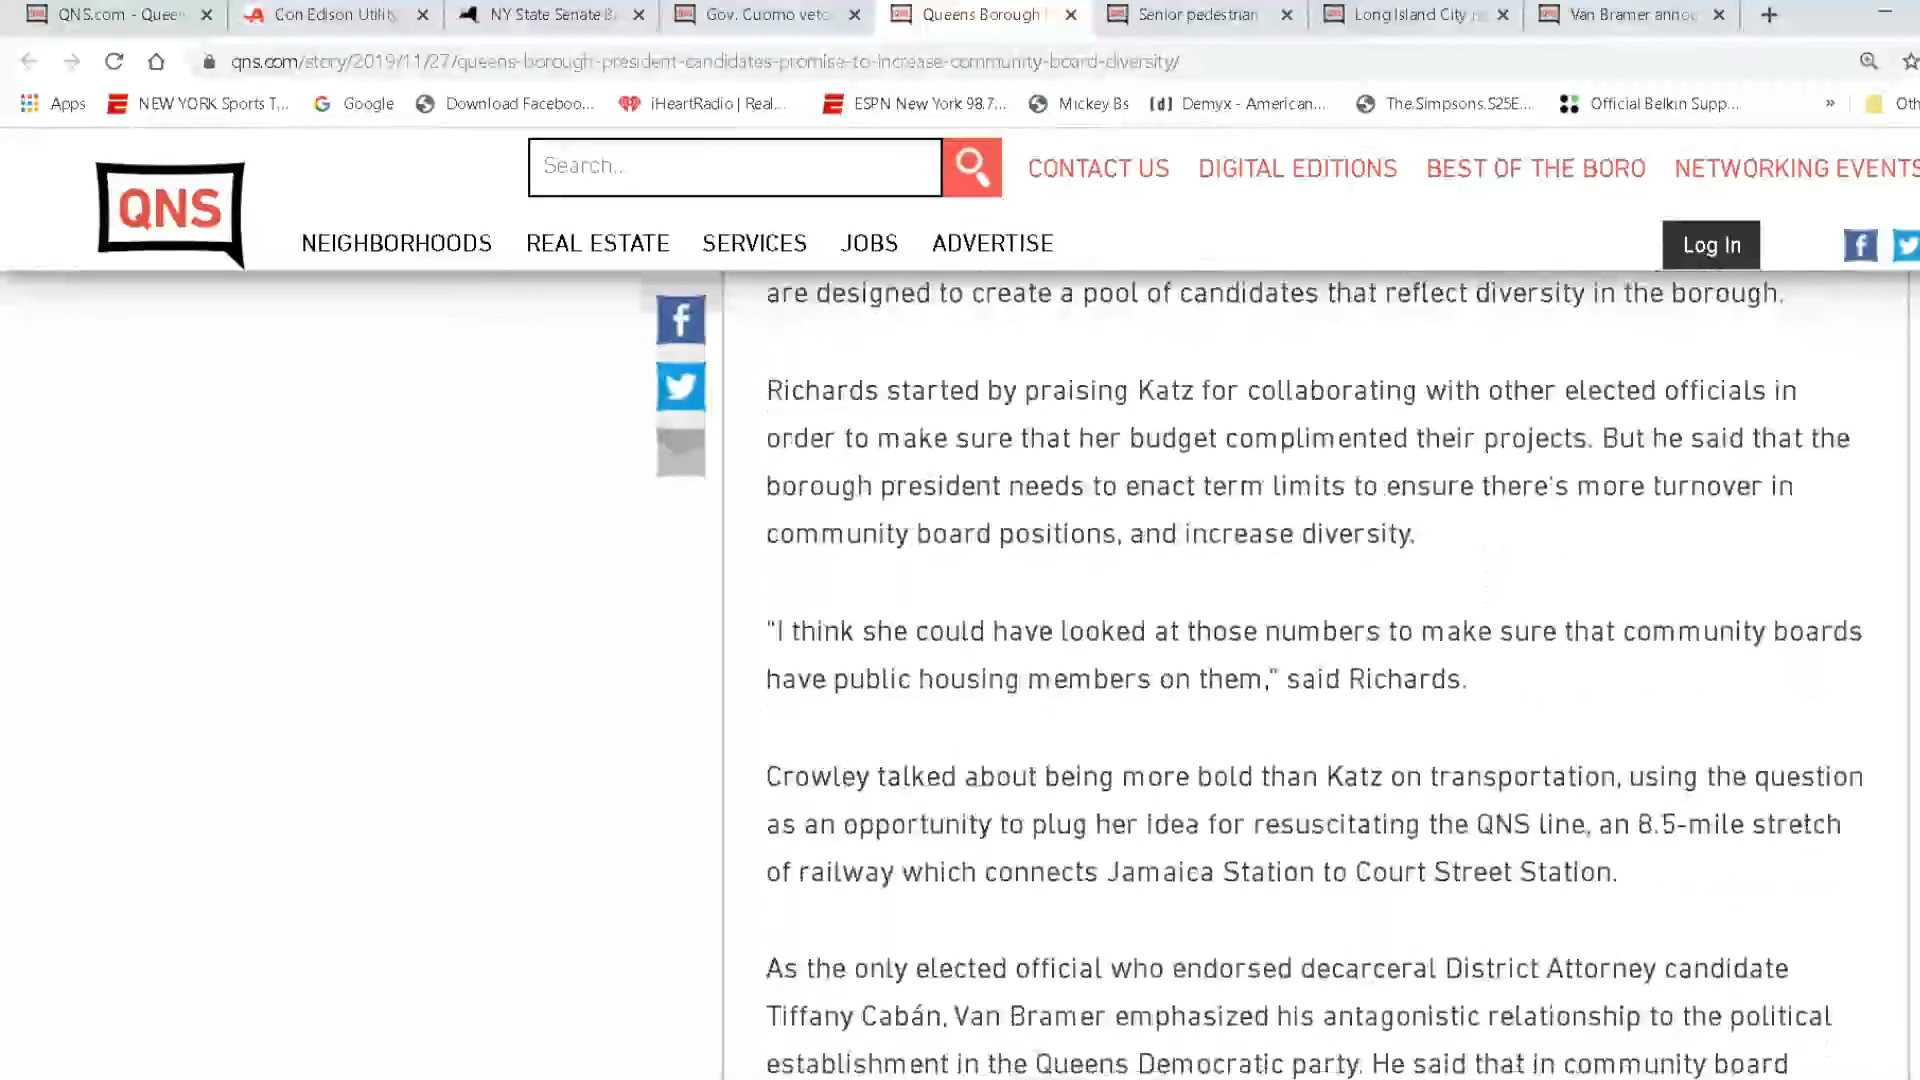 QNS.com - Quee
Con Edison Utility
NY State Senate B
Gov. Cuomo veto
Queens Borough
Senior pedestrian
Long Island City
Van Bramer anno
qns.com/story/2019/11/27/queens-borough-president-candidates-promise-to-increase-community-board-diversity/
Apps
NEW YORK Sports T...
Google
Download Faceboo...
iHeartRadio | Real...
ESPN New York 98.7...
Mickey Bs
Demyx - American...
The.Simpsons.S25E...
Official Belkin Supp...
»
Oth
QNS
Search...
CONTACT US
DIGITAL EDITIONS
BEST OF THE BORO
NETWORKING EVENTS
NEIGHBORHOODS
REAL ESTATE
SERVICES
JOBS
ADVERTISE
Log In
are designed to create a pool of candidates that reflect diversity in the borough.
Richards started by praising Katz for collaborating with other elected officials in
order to make sure that her budget complimented their projects. But he said that the
borough president needs to enact term limits to ensure there's more turnover in
community board positions, and increase diversity.
"I think she could have looked at those numbers to make sure that community boards
have public housing members on them," said Richards.
Crowley talked about being more bold than Katz on transportation, using the question
as an opportunity to plug her idea for resuscitating the QNS line, an 8.5-mile stretch
of railway which connects Jamaica Station to Court Street Station.
As the only elected official who endorsed decarceral District Attorney candidate
Tiffany Cabán, Van Bramer emphasized his antagonistic relationship to the political
establishment in the Queens Democratic party. He said that in community board